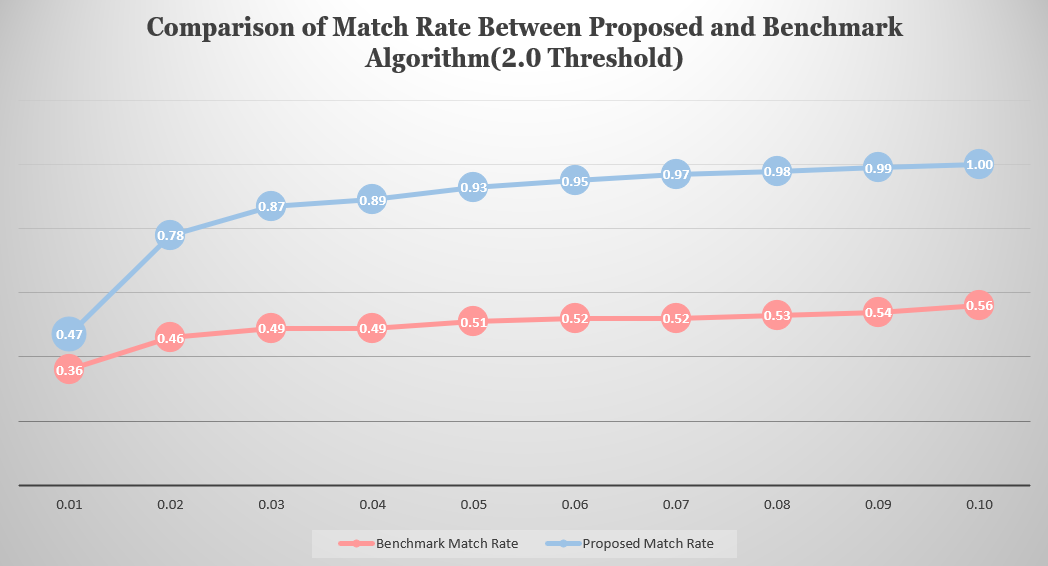 Comparison of Match Rate Between Proposed and Benchmark
Algorithm(2.0 Threshold)
0.47 0.78 0.87 0.89 0.93 0.95 0.97 0.98 0.99 1.00
0.36 0.46 0.49 0.49 0.51 0.52 0.52 0.53 0.54 0.56
0.01 0.02 0.03 0.04 0.05 0.06 0.07 0.08 0.09 0.10
Benchmark Match Rate Proposed Match Rate